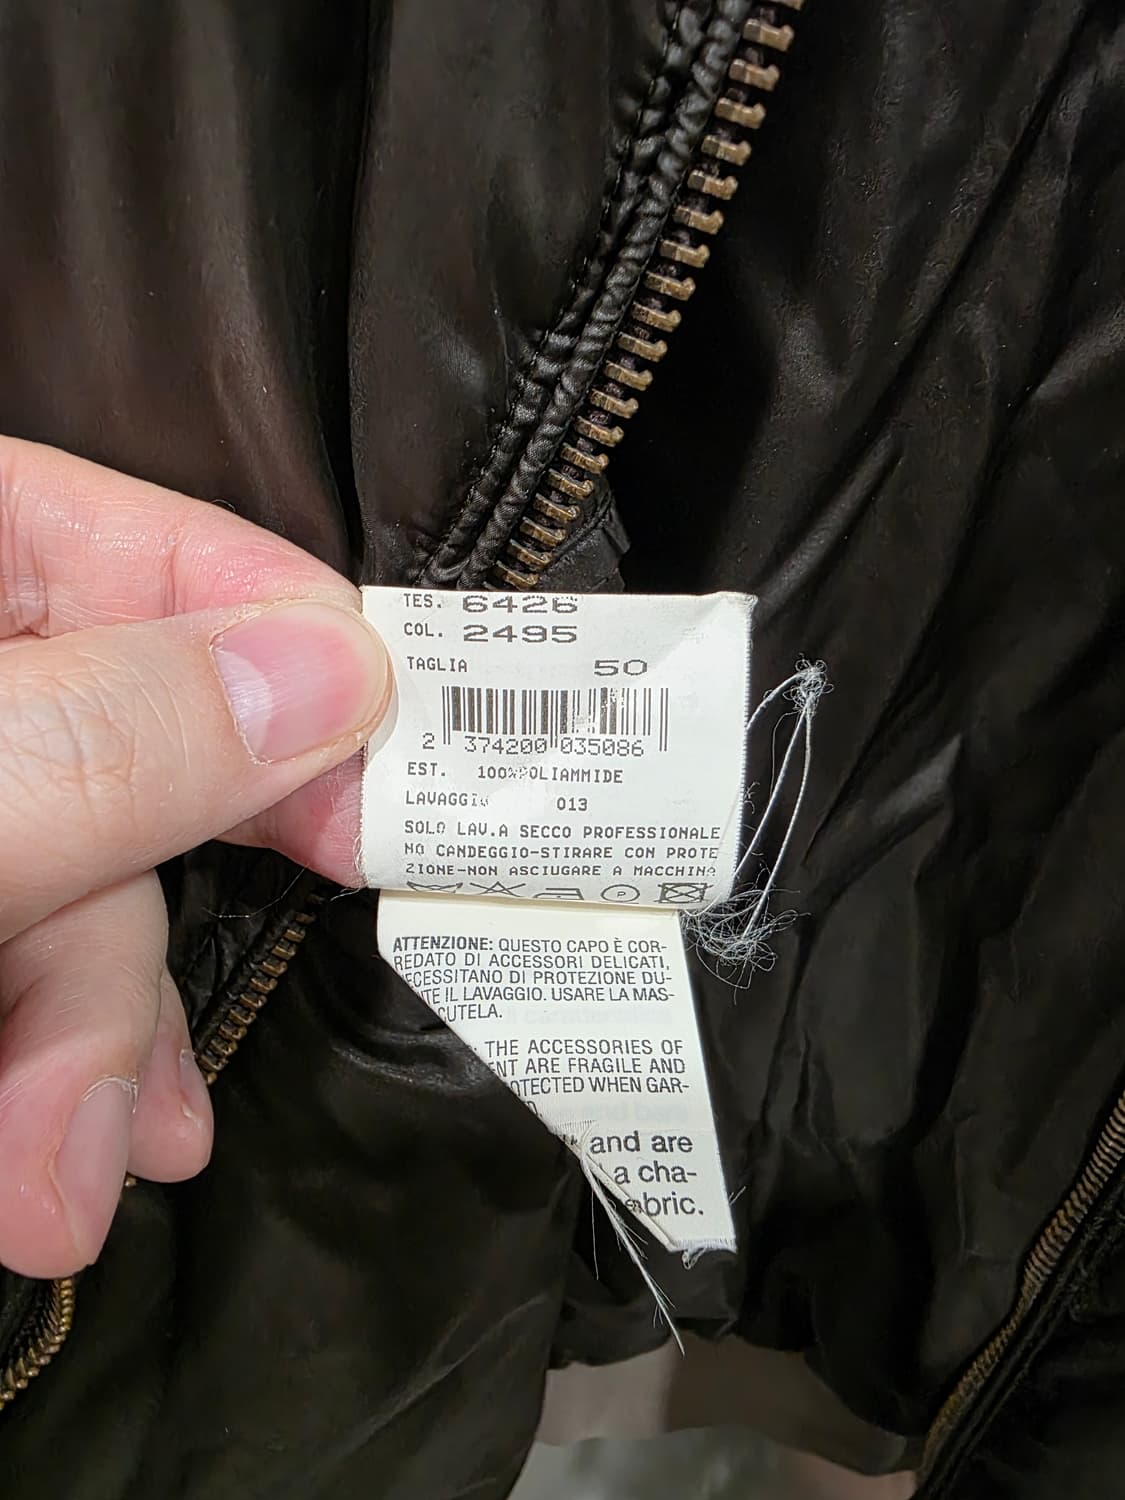 TES. 6426
COL. 2495
TAGLIA 50
2 374200 035086
EST. 100%POLIAMMIDE
LAVAGGI 013
SOLO LAV.A SECCO PROFESSIONALE
NO CANDEGGIO-STIRARE CON PROTE
ZIONE-NON ASCIUGARE A MACCHINA
P
ATTENZIONE: QUESTO CAPO È COR-
REDATO DI ACCESSORI DELICATI,
NECESSITANO DI PROTEZIONE DU-
NTE IL LAVAGGIO. USARE LA MAS-
CUTELA.
: THE ACCESSORIES OF
ENT ARE FRAGILE AND
OTECTED WHEN GAR-
D.
and are
a cha-
abric.